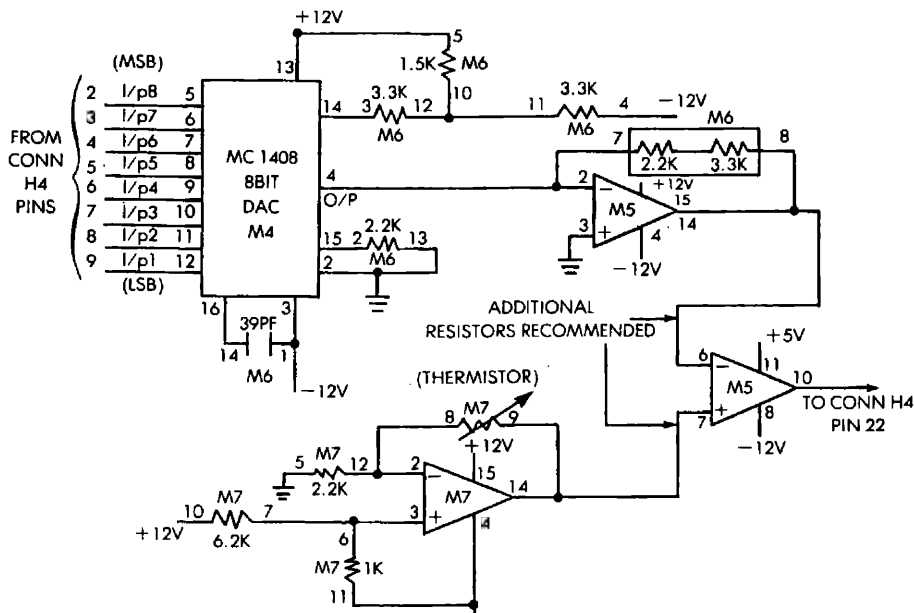 +12V
(MSB)
13
5
1.5K M6
10
2 I/p8 5
3 I/p7 6
4 I/p6 7
5 I/p5 8
6 I/p4 9
7 I/p3 10
8 I/p2 11
9 I/p1 12
(LSB)
FROM
CONN
H4
PINS
MC 1408
8BIT
DAC
M4
14 3 3.3K 12
M6
11 3.3K 4 -12V
M6
M6
7 2.2K 3.3K 8
4
O/P
2 - +12V 15
M5
3 + 4 14
-12V
15 2 2.2K 13
M6
2
16 3
39PF
14 1
M6
-12V
ADDITIONAL
RESISTORS RECOMMENDED
+5V
6 - 11
M5 10
7 + 8
-12V
TO CONN H4
PIN 22
(THERMISTOR)
8 M7 9
+12V
5 M7 12
2.2K
2 - 15
M7 14
3 + 4
+12V 10 M7 7
6.2K
6
M7 1K
11